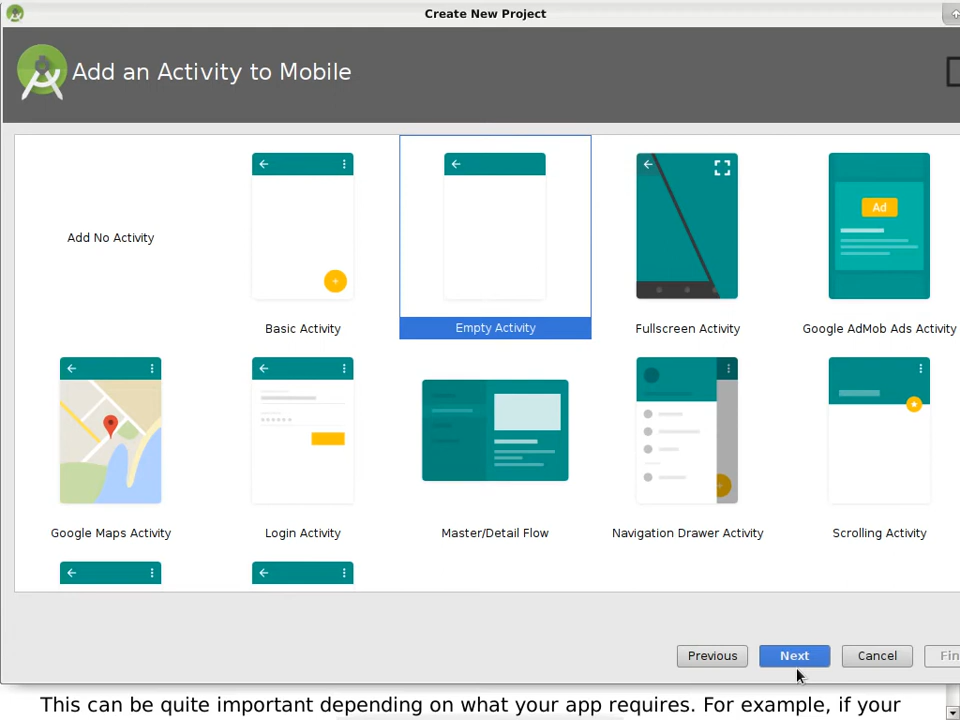 Create New Project
Add an Activity to Mobile
Add No Activity
Basic Activity
Empty Activity
Fullscreen Activity
Ad
Google AdMob Ads Activity
Google Maps Activity
Login Activity
Master/Detail Flow
Navigation Drawer Activity
Scrolling Activity
Previous
Next
Cancel
Fin
This can be quite important depending on what your app requires. For example, if your